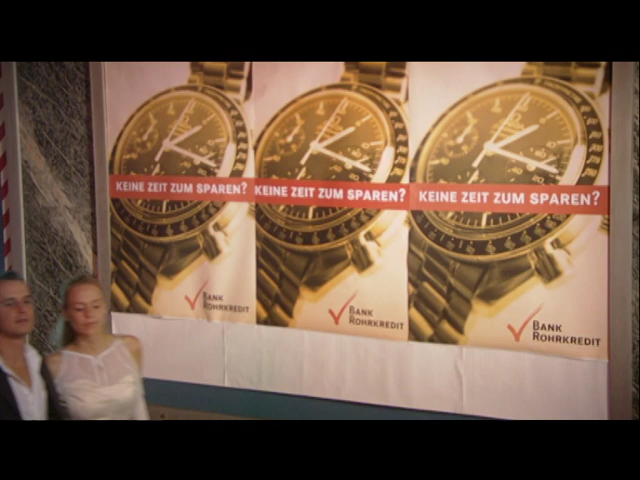 KEINE ZEIT ZUM SPAREN?
KEINE ZEIT ZUM SPAREN?
KEINE ZEIT ZUM SPAREN?
BANK
ROHRKREDIT
BANK
ROHRKREDIT
BANK
ROHRKREDIT